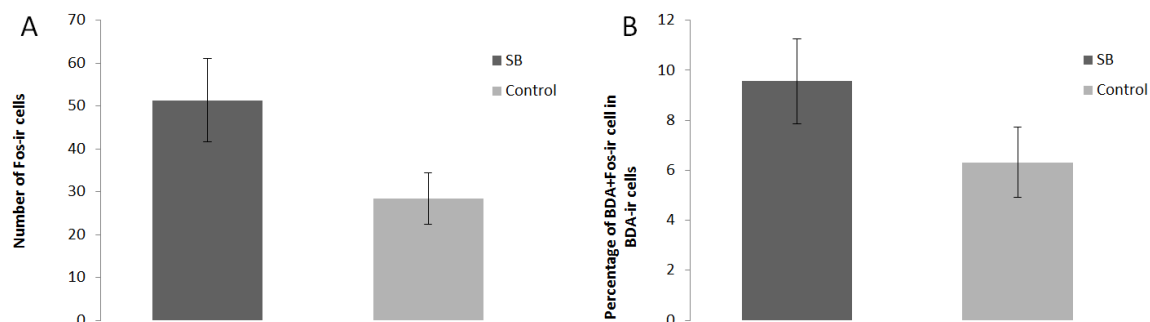 A
Number of Fos-ir cells
70
60
50
40
30
20
10
0
SB
Control
B
Percentage of BDA+Fos-ir cell in
BDA-ir cells
12
10
8
6
4
2
0
SB
Control